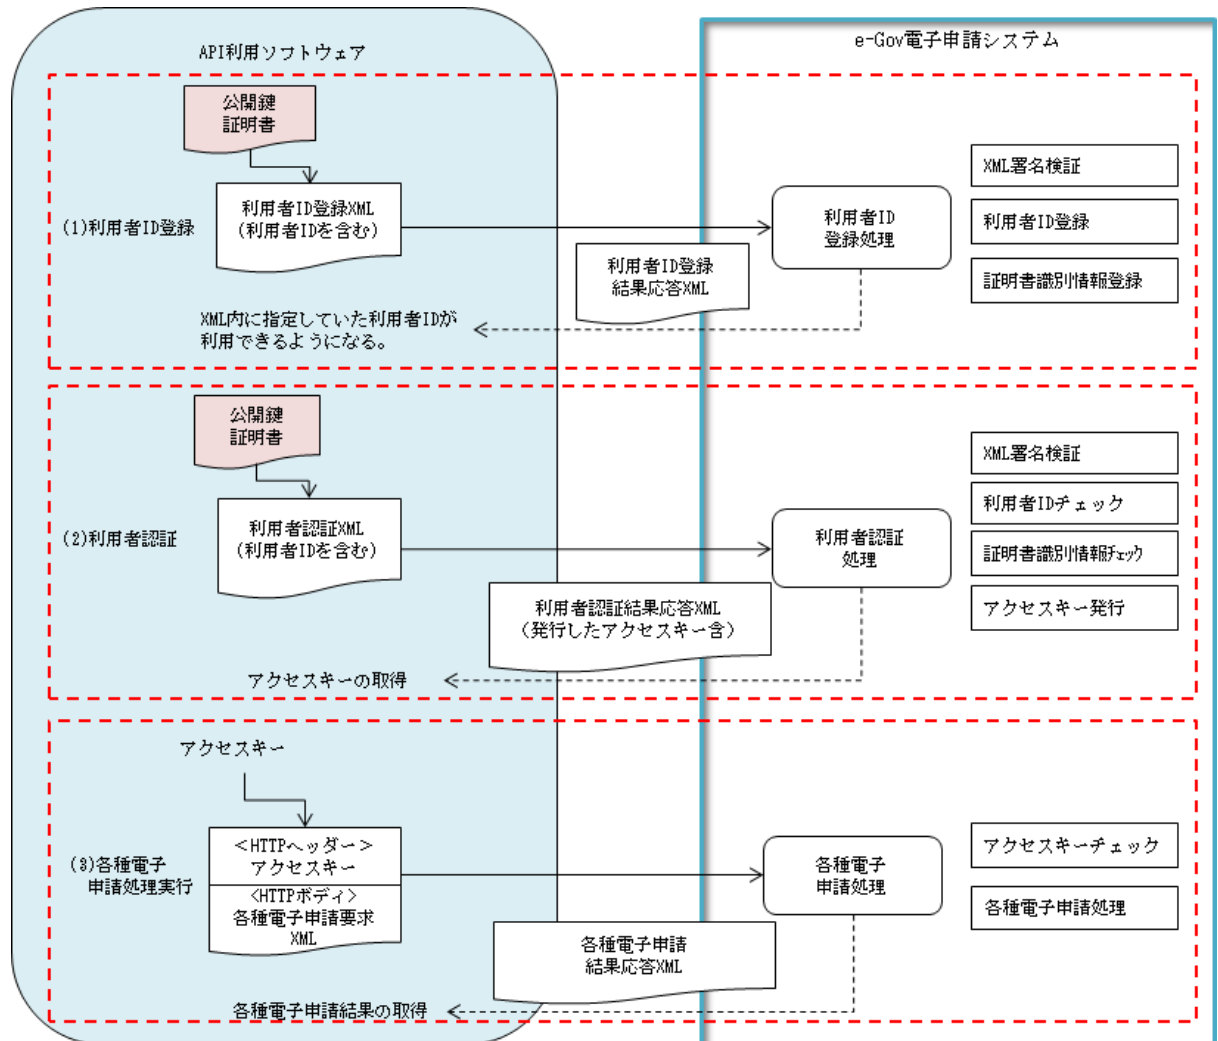 API利用ソフトウェア
e-Gov電子申請システム
公開鍵
証明書
(1)利用者ID登録
利用者ID登録XML
(利用者IDを含む)
利用者ID
登録処理
XML署名検証
利用者ID登録
証明書識別情報登録
利用者ID登録
結果応答XML
XML内に指定していた利用者IDが
利用できるようになる。
公開鍵
証明書
(2)利用者認証
利用者認証XML
(利用者IDを含む)
利用者認証
処理
XML署名検証
利用者IDチェック
証明書識別情報ﾁｪｯｸ
アクセスキー発行
利用者認証結果応答XML
(発行したアクセスキー含)
アクセスキーの取得
アクセスキー
(3)各種電子
申請処理実行
＜HTTPヘッダー＞
アクセスキー
<HTTPボディ>
各種電子申請要求
XML
各種電子
申請処理
アクセスキーチェック
各種電子申請処理
各種電子申請
結果応答XML
各種電子申請結果の取得